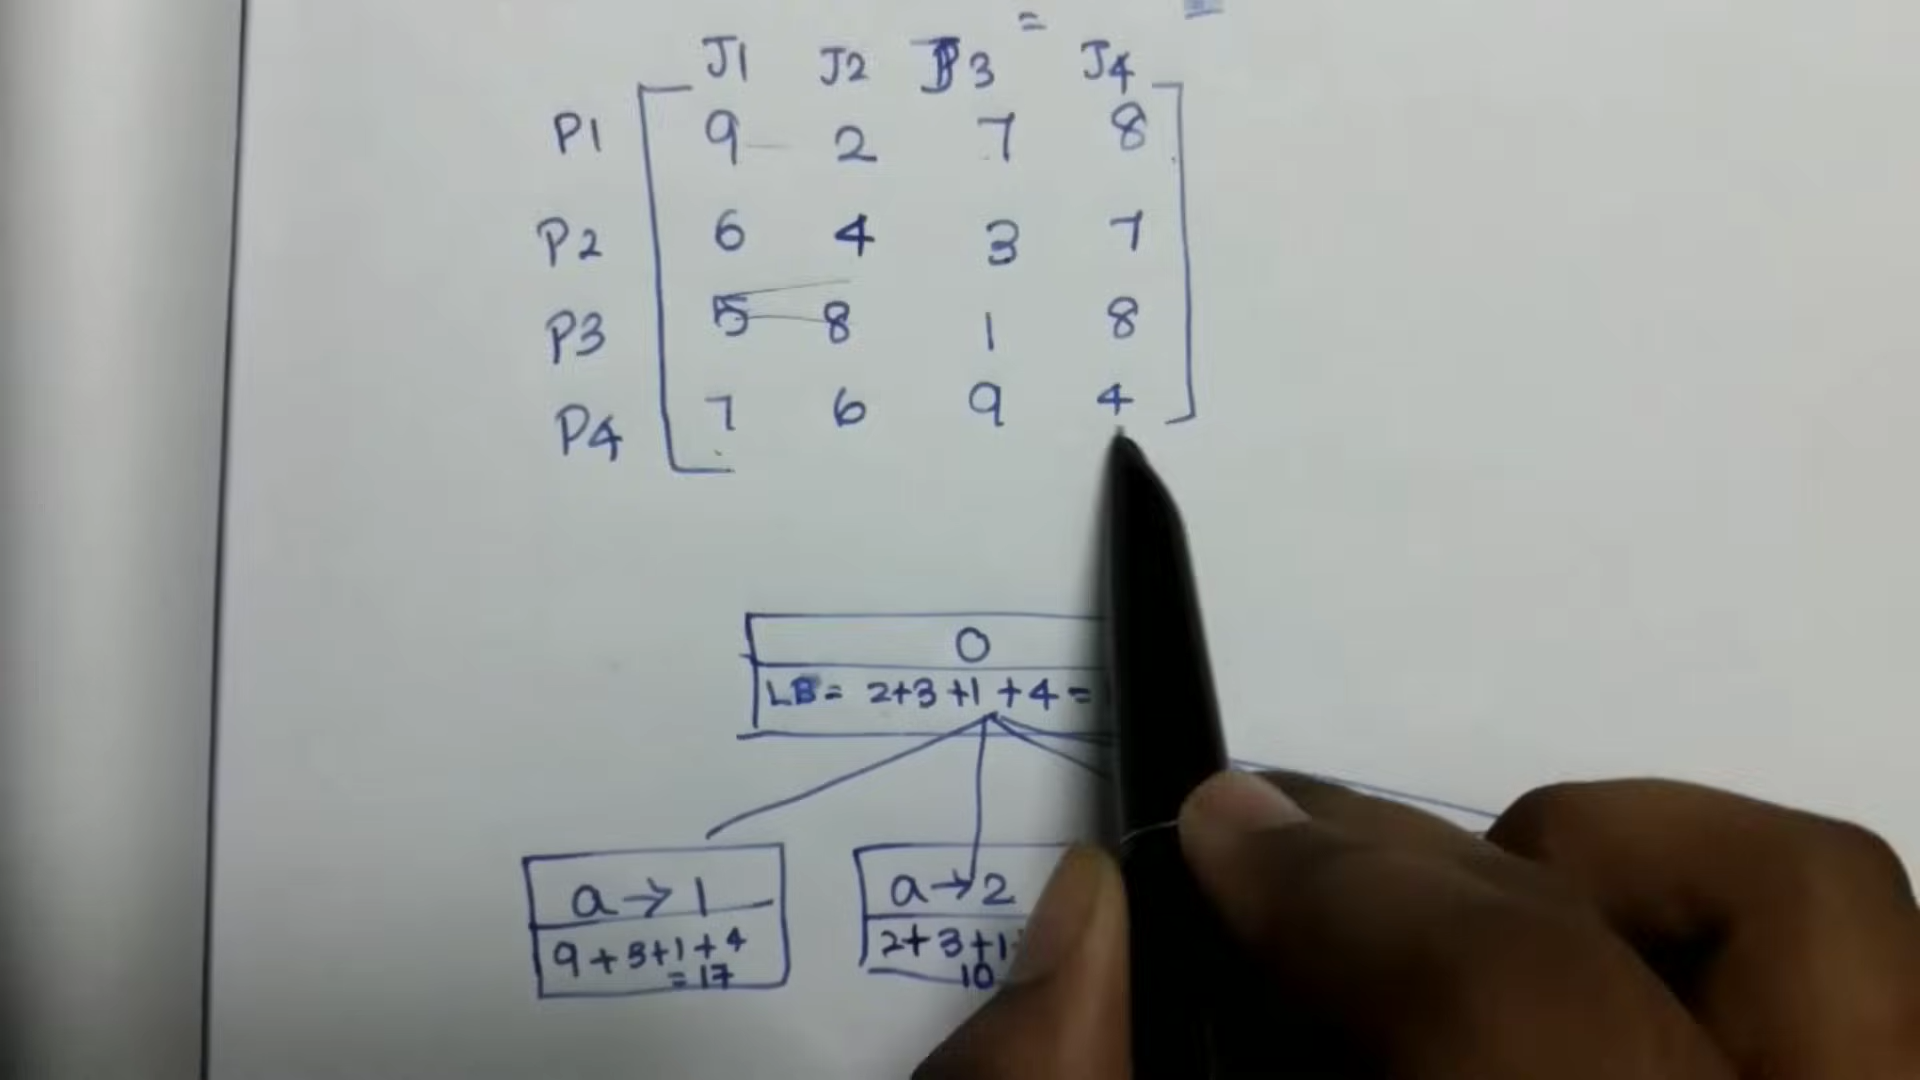 =
J1 J2 J3 J4
P1 9 2 7 8
P2 6 4 3 7
P3 5 8 1 8
P4 7 6 9 4
0
LB= 2+3+1+4=
a→1
9+3+1+4
=17
a→2
2+3+1+
10